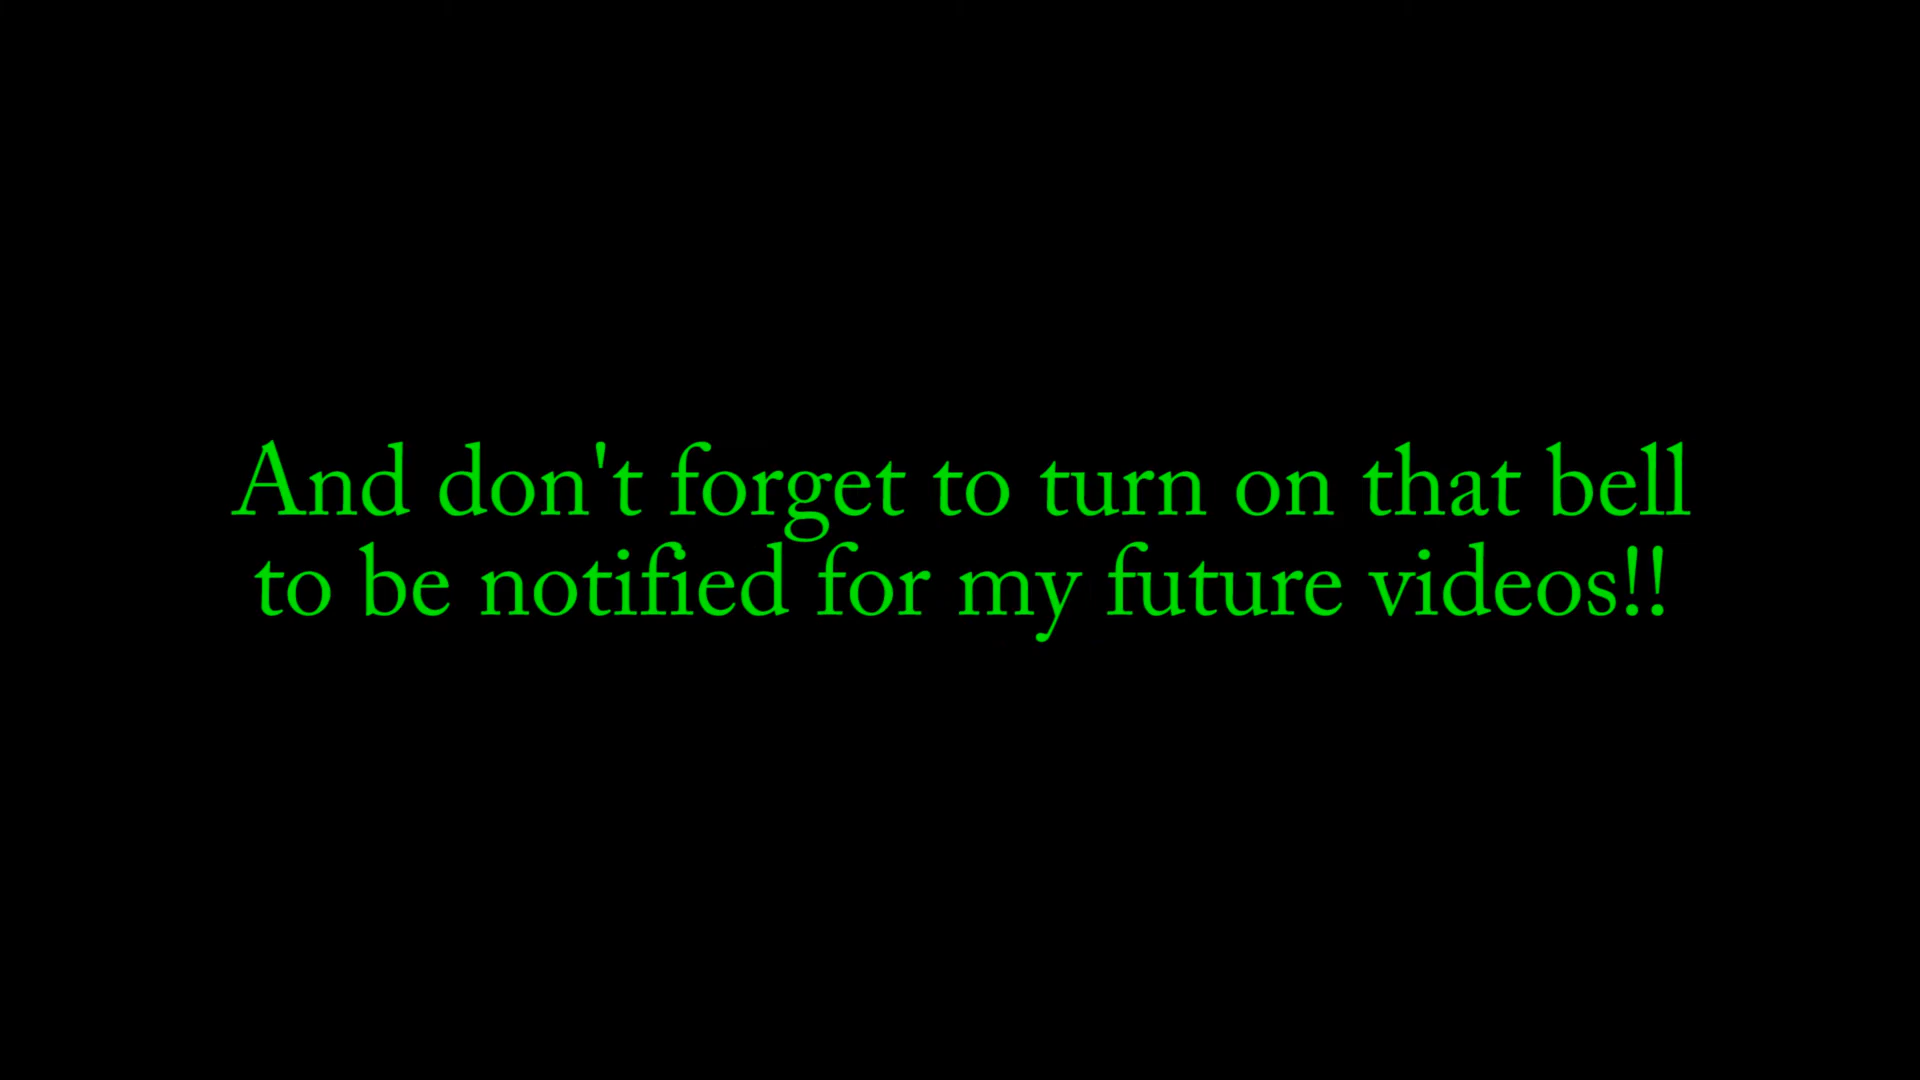 And don't forget to turn on that bell
to be notified for my future videos!!